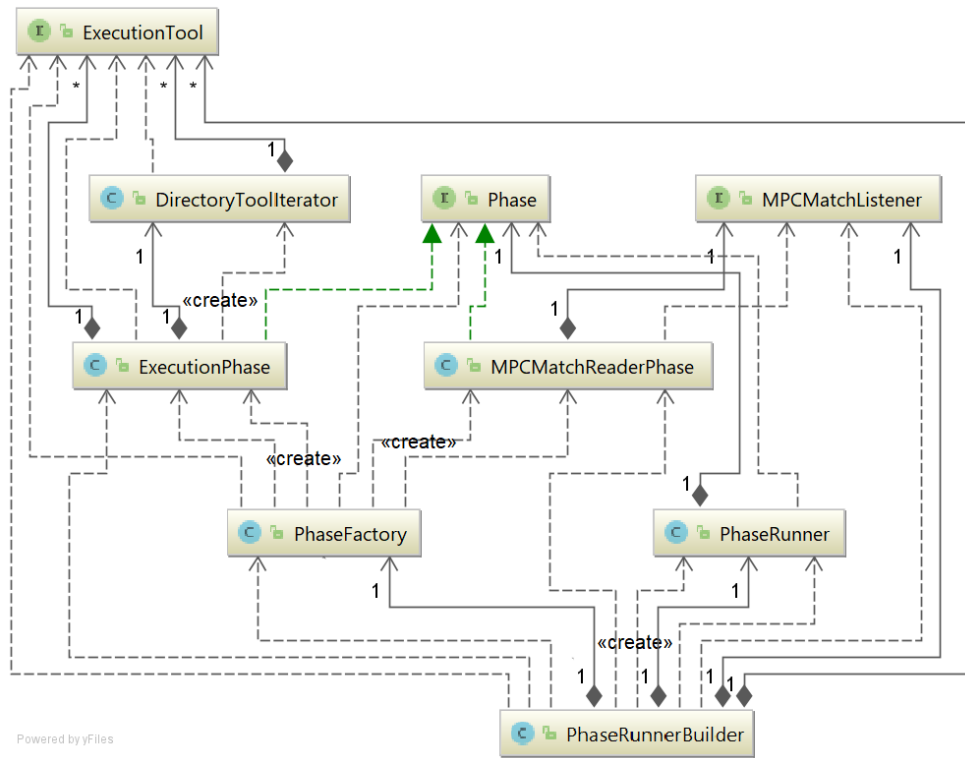 ExecutionTool
* * *
1
DirectoryToolIterator
Phase
MPCMatchListener
1 1 1 1
«create»
1 1 1
ExecutionPhase
MPCMatchReaderPhase
«create» «create»
1
PhaseFactory
PhaseRunner
1 1
«create»
1 1 1 1
PhaseRunnerBuilder
Powered by yFiles